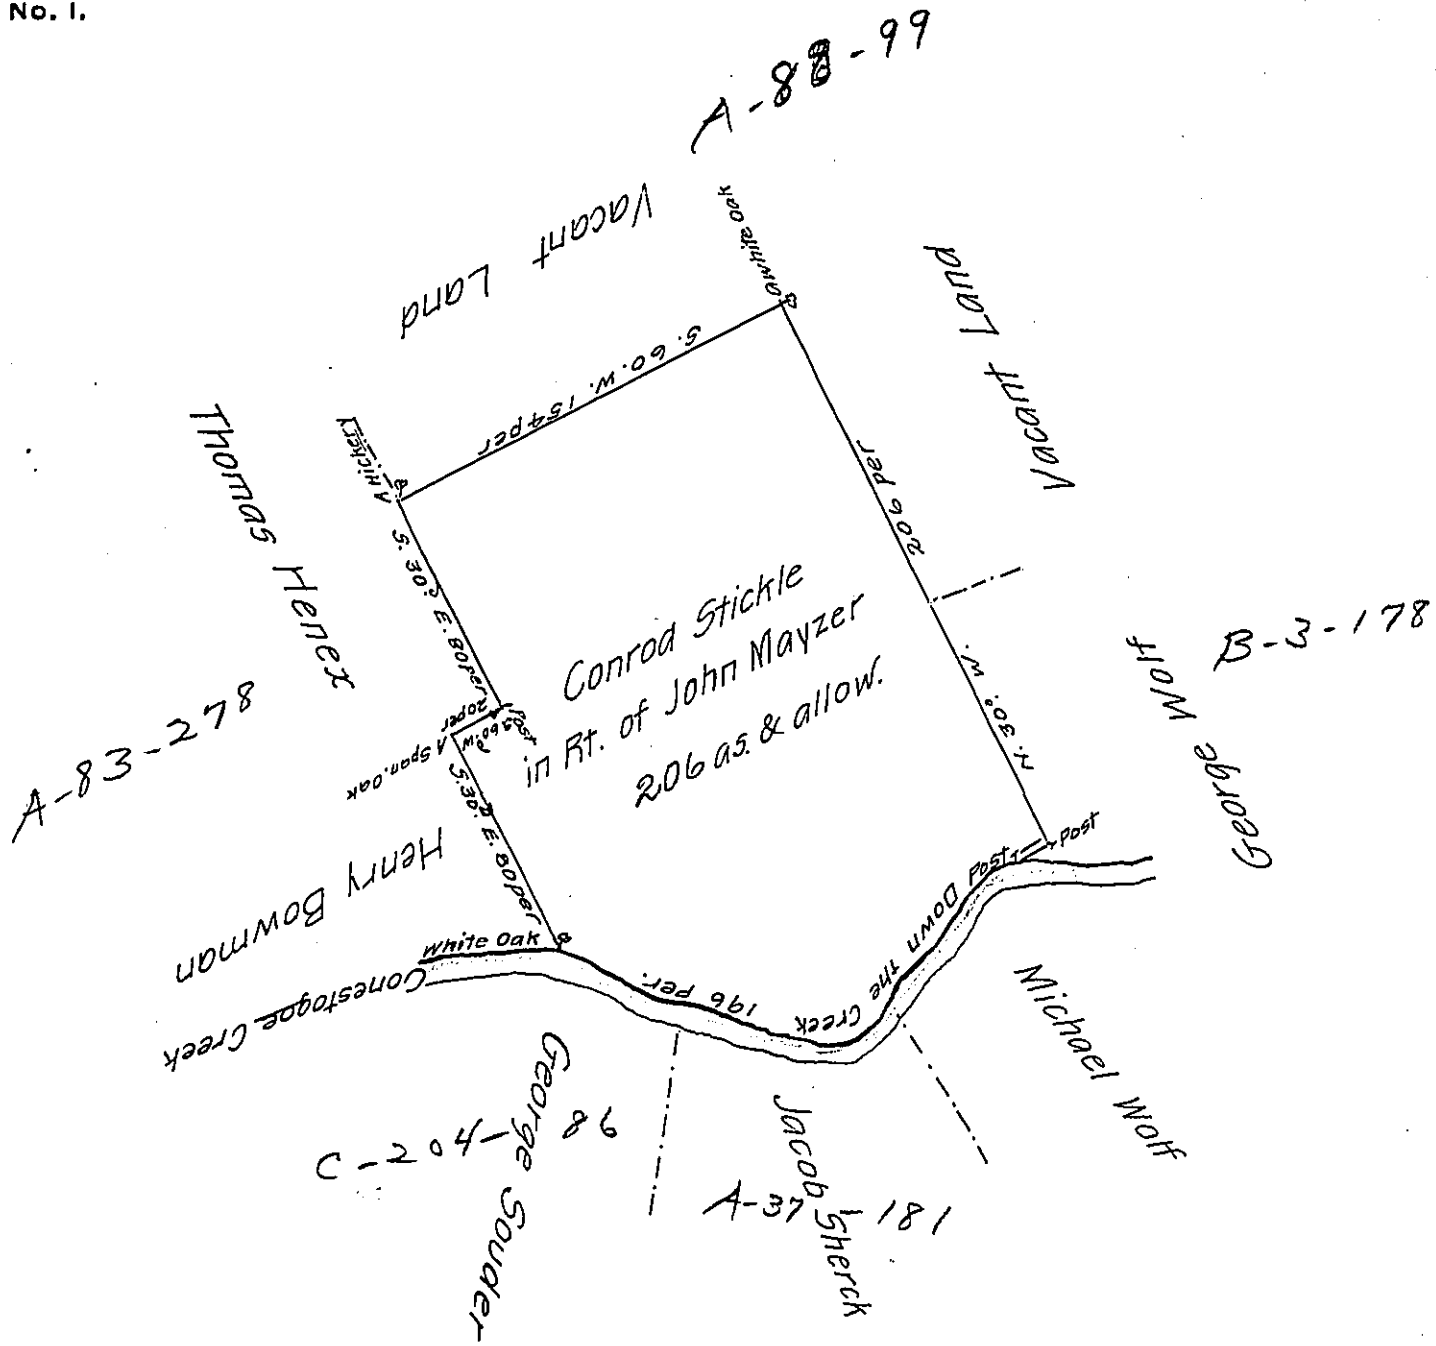 No. 1.
Vacant Land
A White Oak
Vacant Land
S. 60. W. 154 per
A Hickery
Thomas Henex
206 per
N. 30°. W.
S. 30° E. 80 per
Conrod Stickle
in Rt. of John Mayzer
206 as. & allow.
B-3-178
George Wolf
A-83-278
Post
S 60° W. 20 per
A Span. Oak
S. 30° E. 80 per
Henry Bowman
Post
Post
White Oak
Down the Creek
196 Per.
Conestogoe Creek
Michael Wolf
George Souder
C-204-86
Jacob Sherck
A-37-181